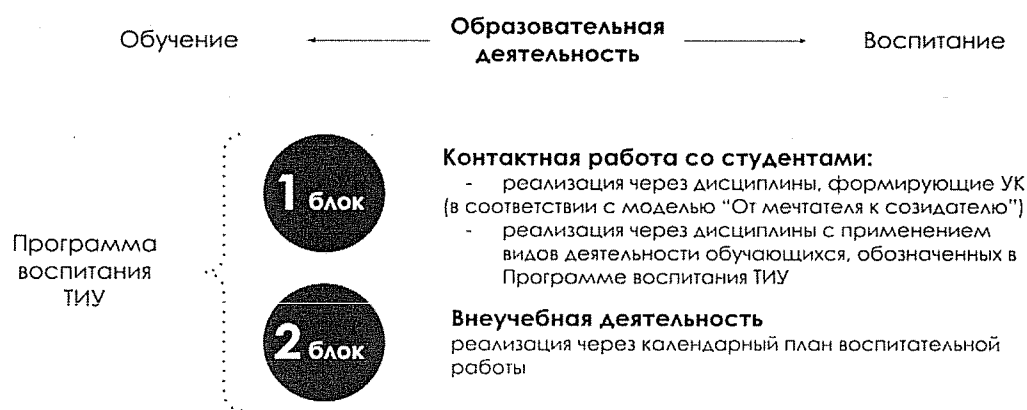 Обучение
Образовательная
деятельность
Воспитание
Программа
воспитания
ТИУ
1 блок
Контактная работа со студентами:
- реализация через дисциплины, формирующие УК
(в соответствии с моделью “От мечтателя к созидателю”)
- реализация через дисциплины с применением
видов деятельности обучающихся, обозначенных в
Программе воспитания ТИУ
2 блок
Внеучебная деятельность
реализация через календарный план воспитательной
работы